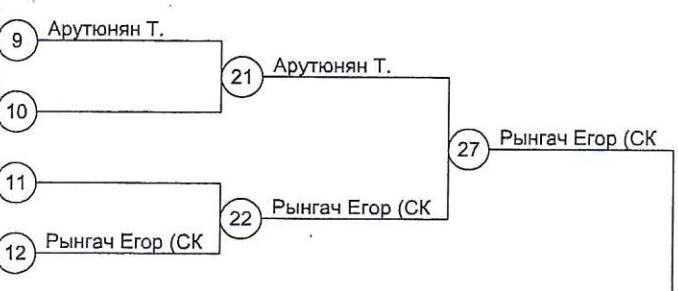 9 Арутюнян Т.
21 Арутюнян Т.
10
27 Рынгач Егор (СК
11
22 Рынгач Егор (СК
12 Рынгач Егор (СК